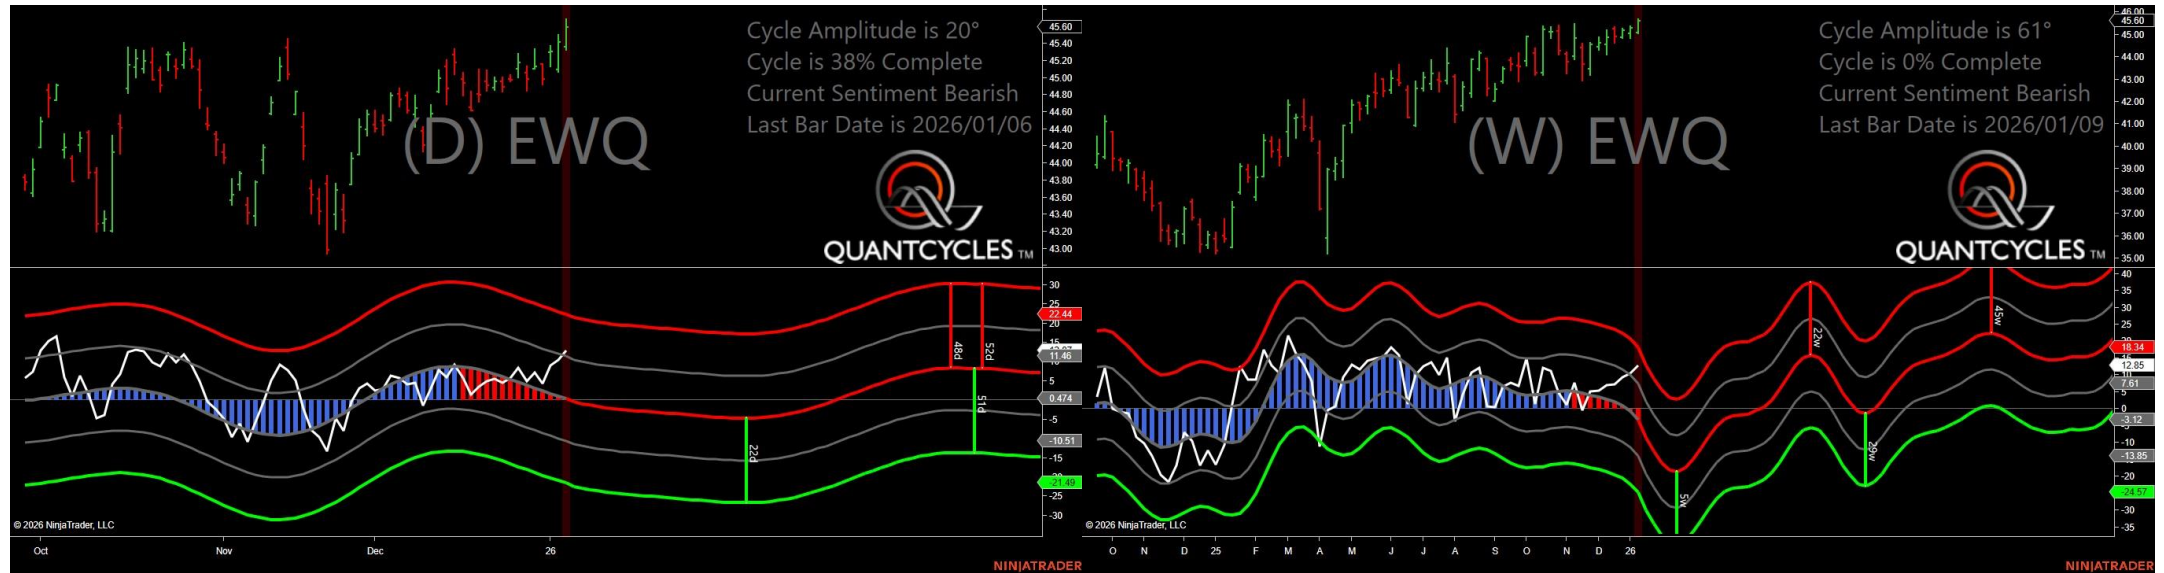 Cycle Amplitude is 20°
Cycle is 38% Complete
Current Sentiment Bearish
Last Bar Date is 2026/01/06
(D) EWQ
QUANTCYCLES TM
45.60
45.40
45.20
45.00
44.80
44.60
44.40
44.20
44.00
43.80
43.60
43.40
43.20
43.00
30
25
22.44
20
15
11.46
5
0.474
-5
-10.51
-15
-21.49
-25
-30
48d
52d
51d
22d
© 2026 NinjaTrader, LLC
Oct
Nov
Dec
26
NINJATRADER
Cycle Amplitude is 61°
Cycle is 0% Complete
Current Sentiment Bearish
Last Bar Date is 2026/01/09
(W) EWQ
QUANTCYCLES TM
46.00
45.60
45.00
44.00
43.00
42.00
41.00
40.00
39.00
38.00
37.00
36.00
35.00
40
35
30
25
18.34
12.85
7.61
5
0
-3.12
-10
-13.85
-20
-24.57
-30
-35
22w
45w
29w
5w
© 2026 NinjaTrader, LLC
O N D 25 F M A M J J A S O N D 26
NINJATRADER